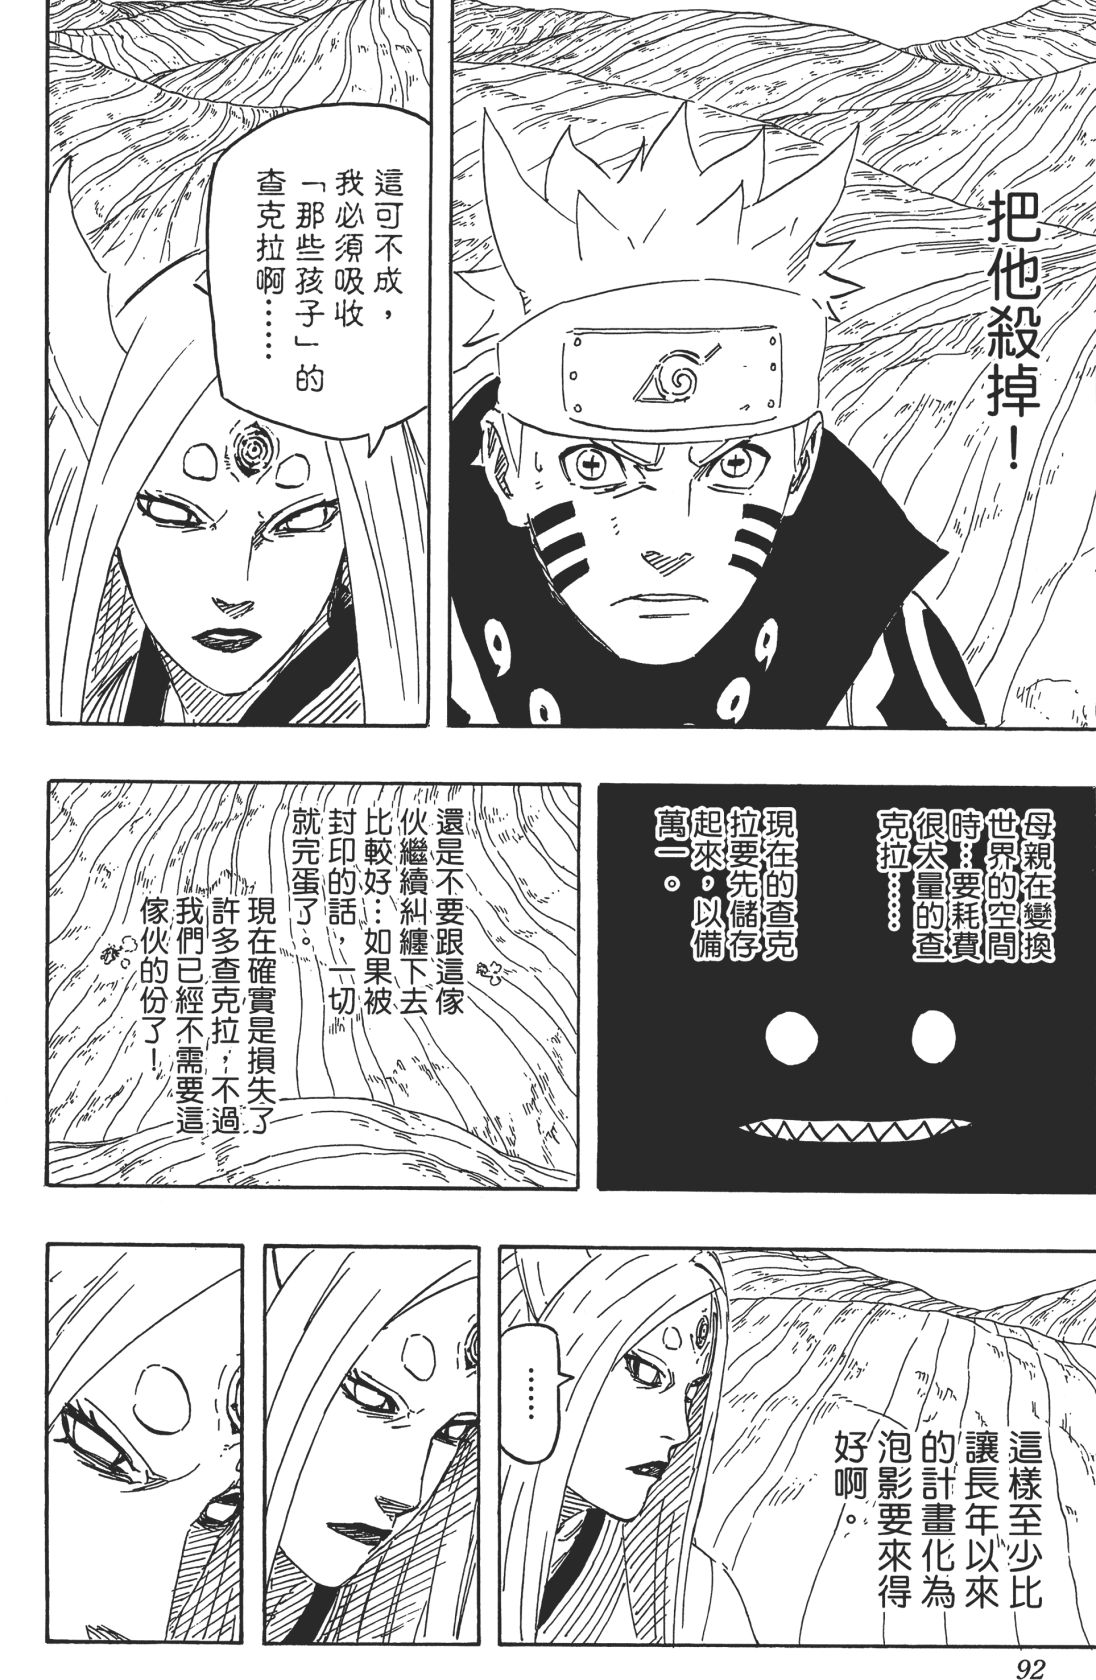 把他殺掉！
這可不成，
我必須吸收
「那些孩子」的
查克拉啊……
母親在變換
世界的空間
時…要耗費
很大量的查
克拉……
現在的查克
拉要先儲存
起來，以備
萬一。
還是不要跟這傢
伙繼續糾纏下去
比較好…如果被
封印的話，一切
就完蛋了。
現在確實是損失了
許多查克拉，不過
我們已經不需要這
傢伙的份了！
這樣至少比
讓長年以來
的計畫化為
泡影要來得
好啊。
……
92